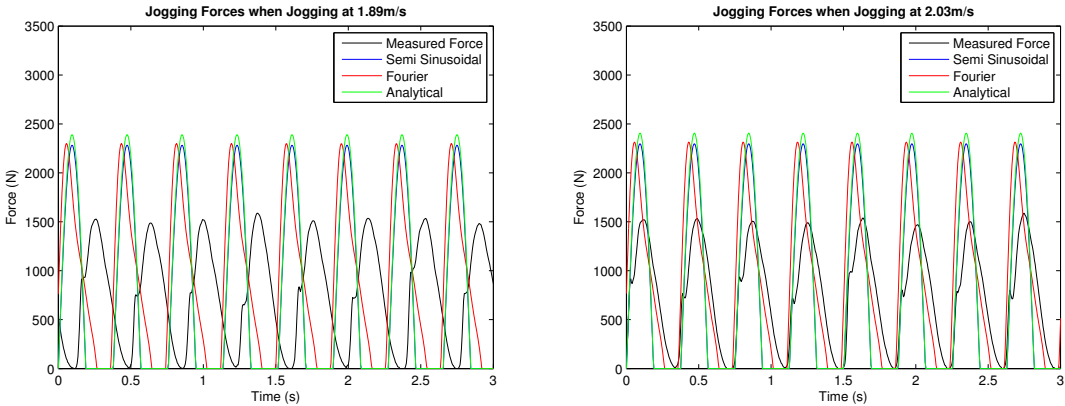 Jogging Forces when Jogging at 1.89m/s
3500
3000
2500
2000
1500
1000
500
0
Force (N)
Measured Force
Semi Sinusoidal
Fourier
Analytical
0 0.5 1 1.5 2 2.5 3
Time (s)
Jogging Forces when Jogging at 2.03m/s
3500
3000
2500
2000
1500
1000
500
0
Force (N)
Measured Force
Semi Sinusoidal
Fourier
Analytical
0 0.5 1 1.5 2 2.5 3
Time (s)